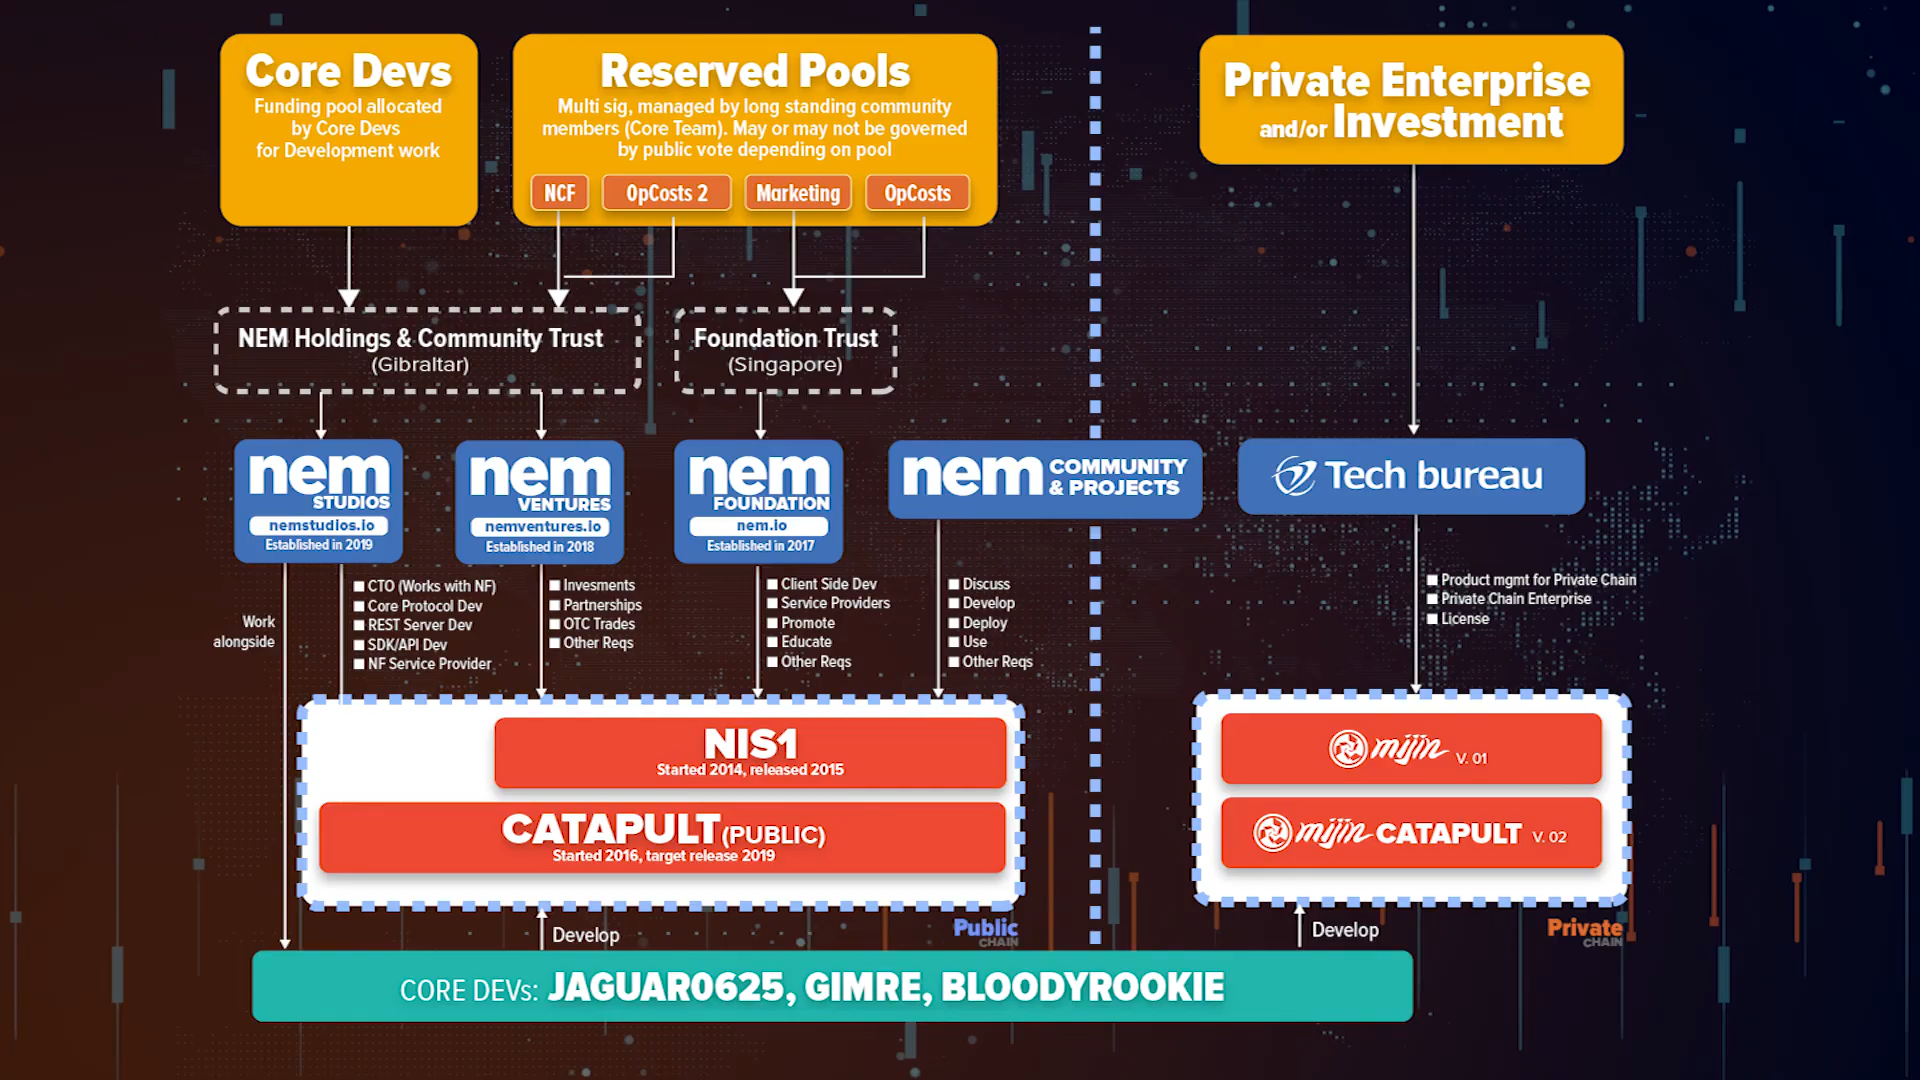 Core Devs
Funding pool allocated
by Core Devs
for Development work
Reserved Pools
Multi sig, managed by long standing community
members (Core Team). May or may not be governed
by public vote depending on pool
NCF
OpCosts 2
Marketing
OpCosts
Private Enterprise
and/or Investment
NEM Holdings & Community Trust
(Gibraltar)
Foundation Trust
(Singapore)
nem
STUDIOS
nemstudios.io
Established in 2019
nem
VENTURES
nemventures.io
Established in 2018
nem
FOUNDATION
nem.io
Established in 2017
nem COMMUNITY
& PROJECTS
Tech bureau
Work
alongside
CTO (Works with NF)
Core Protocol Dev
REST Server Dev
SDK/API Dev
NF Service Provider
Invesments
Partnerships
OTC Trades
Other Reqs
Client Side Dev
Service Providers
Promote
Educate
Other Reqs
Discuss
Develop
Deploy
Use
Other Reqs
Product mgmt for Private Chain
Private Chain Enterprise
License
NIS1
Started 2014, released 2015
CATAPULT (PUBLIC)
Started 2016, target release 2019
mijin V. 01
mijin CATAPULT V. 02
Develop
Public
CHAIN
Develop
Private
CHAIN
CORE DEVs: JAGUAR0625, GIMRE, BLOODYROOKIE